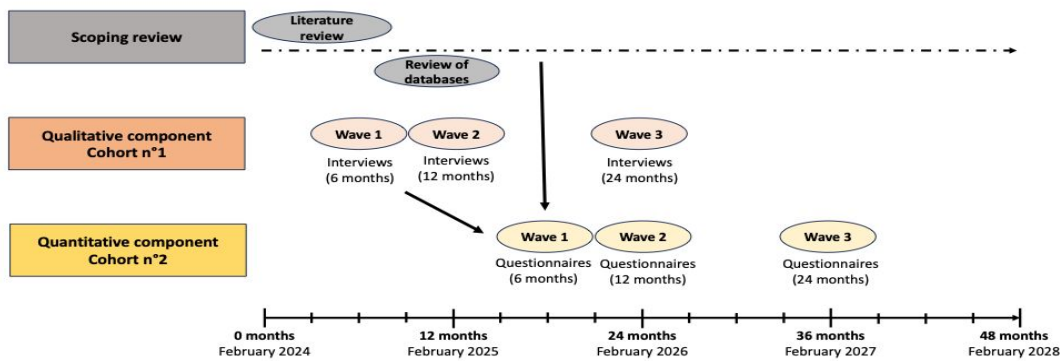 Scoping review
Literature
review
Review of
databases
Qualitative component
Cohort n°1
Wave 1
Interviews
(6 months)
Wave 2
Interviews
(12 months)
Wave 3
Interviews
(24 months)
Quantitative component
Cohort n°2
Wave 1
Questionnaires
(6 months)
Wave 2
Questionnaires
(12 months)
Wave 3
Questionnaires
(24 months)
0 months
February 2024
12 months
February 2025
24 months
February 2026
36 months
February 2027
48 months
February 2028